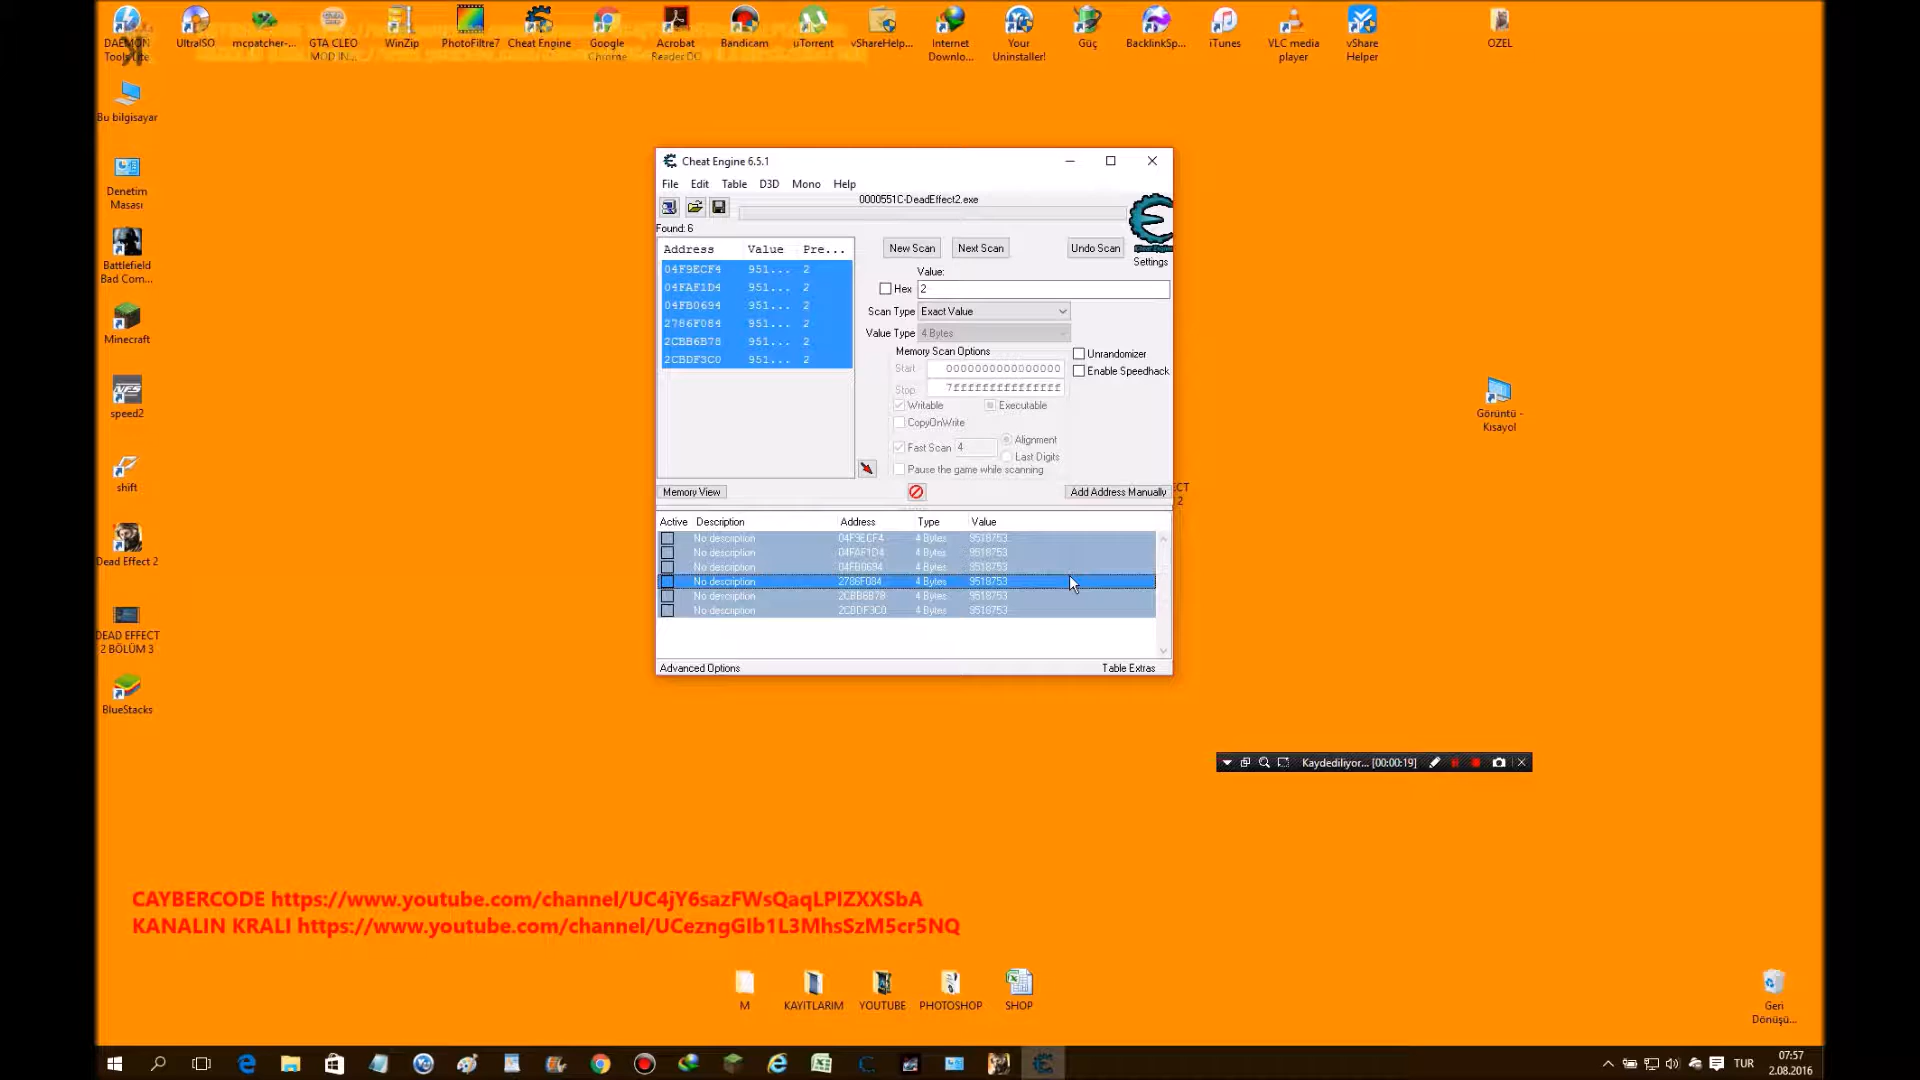 DAEMON Tools Lite
UltraISO
mcpatcher-...
GTA CLEO MOD IN...
WinZip
PhotoFiltre7
Cheat Engine
Google Chrome
Acrobat Reader DC
Bandicam
uTorrent
vShareHelp...
Internet Downlo...
Your Uninstaller!
Güç
BacklinkSp...
iTunes
VLC media player
vShare Helper
OZEL
Bu bilgisayar
Denetim Masası
Battlefield Bad Com...
Minecraft
speed2
shift
Dead Effect 2
DEAD EFFECT 2 BÖLÜM 3
BlueStacks
Cheat Engine 6.5.1
File Edit Table D3D Mono Help
0000551C-DeadEffect2.exe
Found: 6
Address Value Pre...
04F9ECF4 951... 2
04FAF1D4 951... 2
04FB0694 951... 2
2786F084 951... 2
2CBB6B78 951... 2
2CBDF3C0 951... 2
New Scan Next Scan Undo Scan
Settings
Value:
Hex 2
Scan Type Exact Value
Value Type 4 Bytes
Memory Scan Options
Start 0000000000000000
Stop 7fffffffffffffff
Unrandomizer
Enable Speedhack
Writable Executable
CopyOnWrite
Fast Scan 4 Alignment
Last Digits
Pause the game while scanning
Memory View
Add Address Manually
CT
2
Active Description Address Type Value
No description 04F9ECF4 4 Bytes 9518753
No description 04FAF1D4 4 Bytes 9518753
No description 04FB0694 4 Bytes 9518753
No description 2786F084 4 Bytes 9518753
No description 2CBB6B78 4 Bytes 9518753
No description 2CBDF3C0 4 Bytes 9518753
Advanced Options Table Extras
Görüntü - Kısayol
Kaydediliyor... [00:00:19]
CAYBERCODE https://www.youtube.com/channel/UC4jY6sazFWsQaqLPlZXXSbA
KANALIN KRALI https://www.youtube.com/channel/UCezngGlb1L3MhsSzM5cr5NQ
M
KAYITLARIM
YOUTUBE
PHOTOSHOP
SHOP
Geri Dönüşü...
TUR
07:57
2.08.2016